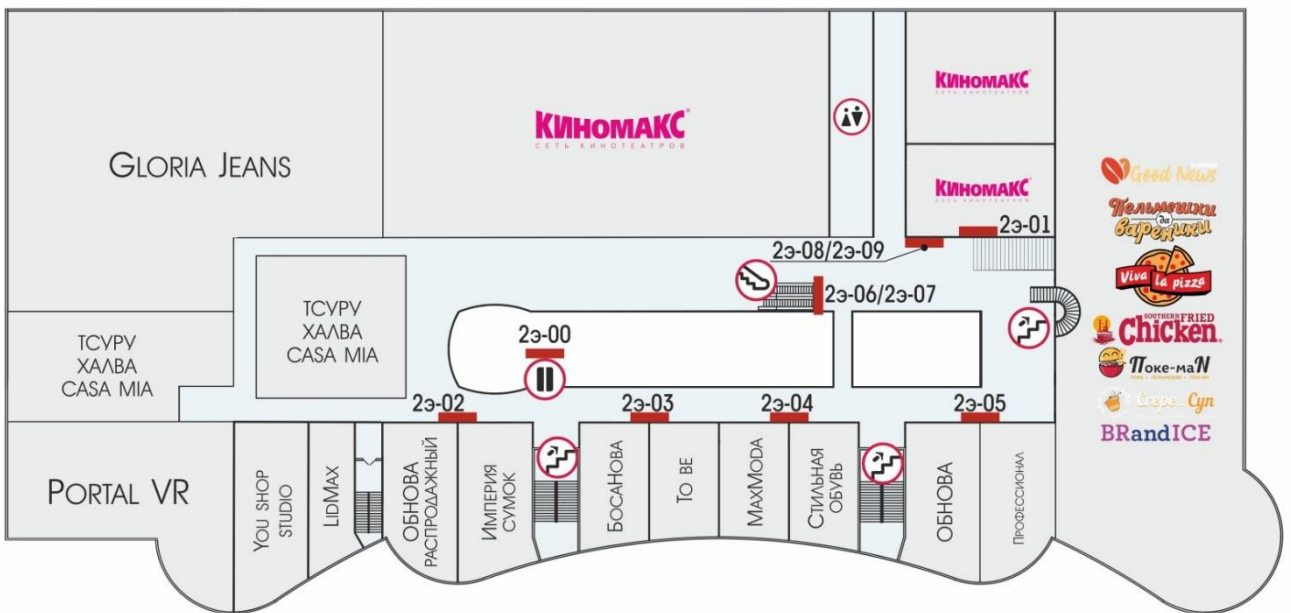 GLORIA JEANS
КИНОМАКС
СЕТЬ КИНОТЕАТРОВ
КИНОМАКС
СЕТЬ КИНОТЕАТРОВ
КИНОМАКС
СЕТЬ КИНОТЕАТРОВ
2э-01
2э-08/2э-09
2э-06/2э-07
2э-00
ТСУРУ
ХАЛВА
CASA MIA
ТСУРУ
ХАЛВА
CASA MIA
2э-02
2э-03
2э-04
2э-05
PORTAL VR
YOU SHOP
STUDIO
LIDIMAX
ОБНОВА
РАСПРОДАЖНЫЙ
ИМПЕРИЯ
СУМОК
БОСАНОВА
TO BE
MAXMODA
СТИЛЬНАЯ
ОБУВЬ
ОБНОВА
ПРОФЕССИОНАЛ
Good News
Пельмешки
да
вареники
Viva la pizza
SOUTHERN FRIED
Chicken
Поке-маN
Crepe Суп
BRandICE